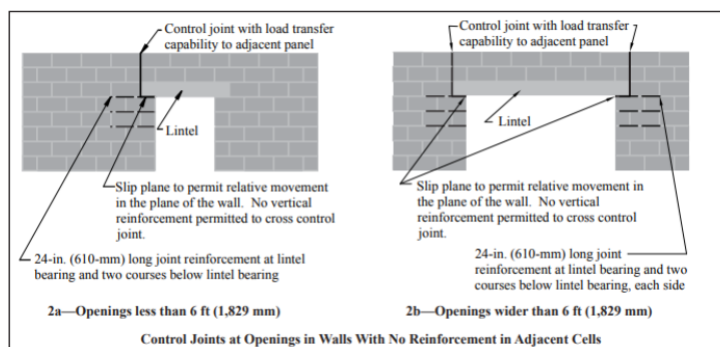 Control joint with load transfer
capability to adjacent panel
Lintel
Slip plane to permit relative movement
in the plane of the wall. No vertical
reinforcement permitted to cross control
joint.
24-in. (610-mm) long joint reinforcement at lintel
bearing and two courses below lintel bearing
2a—Openings less than 6 ft (1,829 mm)
Control joint with load transfer
capability to adjacent panel
Lintel
Slip plane to permit relative movement in
the plane of the wall. No vertical
reinforcement permitted to cross control
joint.
24-in. (610-mm) long joint
reinforcement at lintel bearing and two
courses below lintel bearing, each side
2b—Openings wider than 6 ft (1,829 mm)
Control Joints at Openings in Walls With No Reinforcement in Adjacent Cells